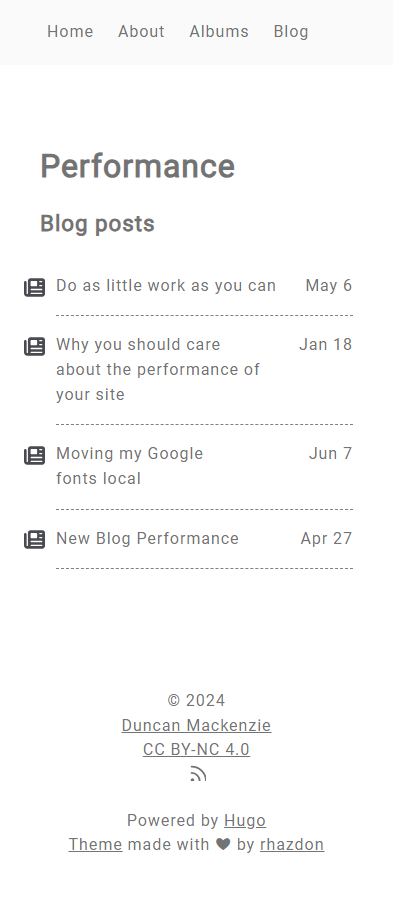 Home About Albums Blog
Performance
Blog posts
Do as little work as you can May 6
Why you should care Jan 18
about the performance of
your site
Moving my Google Jun 7
fonts local
New Blog Performance Apr 27
© 2024
Duncan Mackenzie
CC BY-NC 4.0
Powered by Hugo
Theme made with ❤ by rhazdon